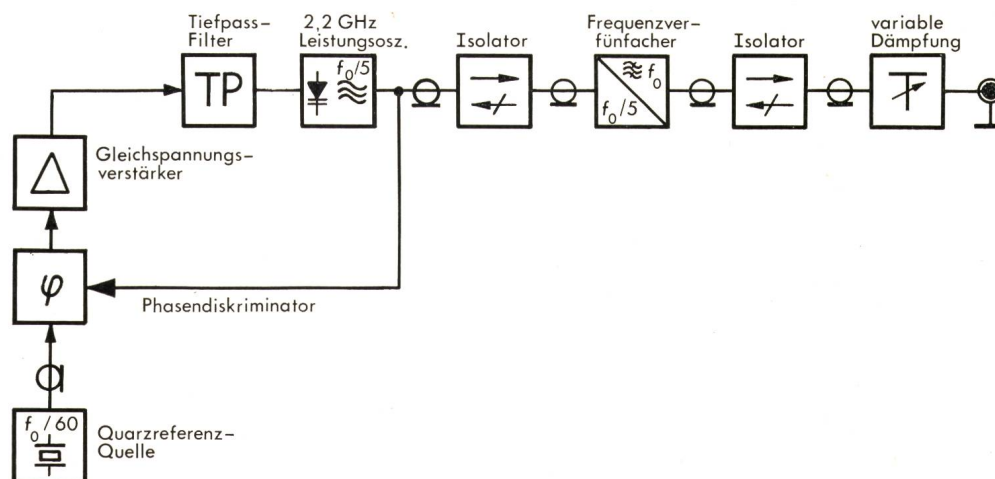 Tiefpass-
Filter
2,2 GHz
Leistungsosz.
Isolator
Frequenzver-
fünfacher
Isolator
variable
Dämpfung
TP
f₀/5
f₀
f₀/5
Gleichspannungs-
verstärker
φ
Phasendiskriminator
f₀/60
Quarzreferenz-
Quelle